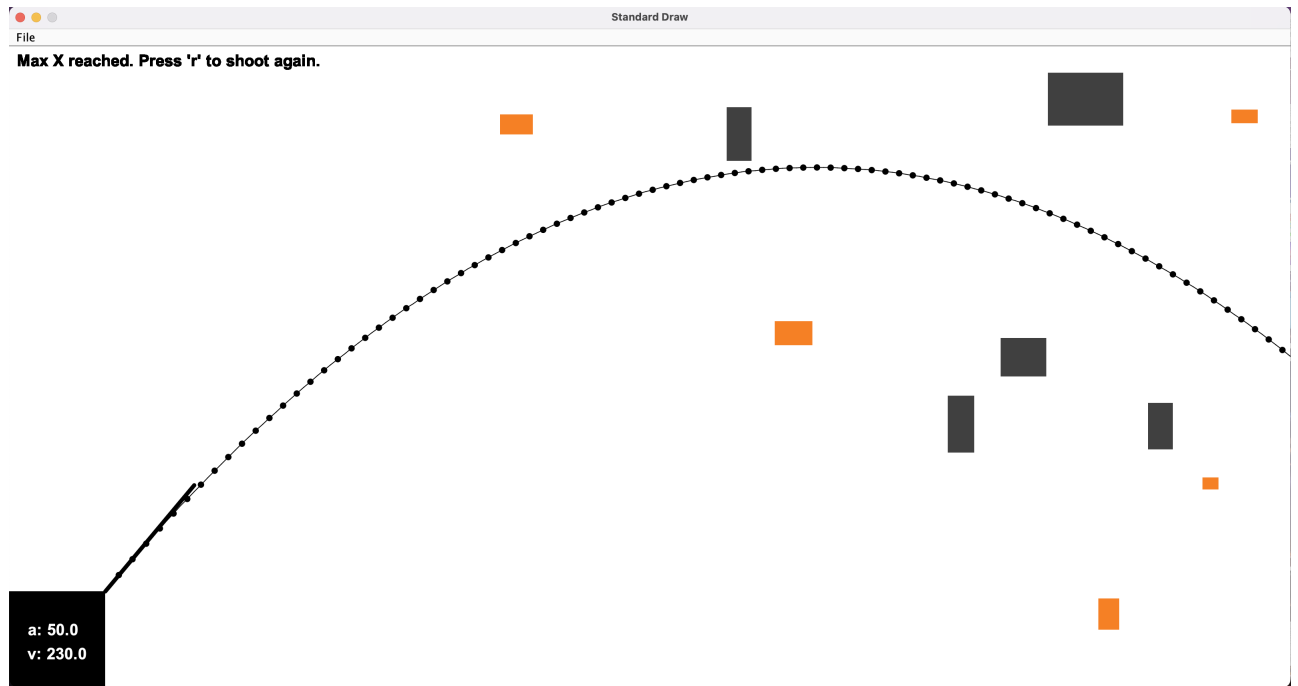 Standard Draw
File
Max X reached. Press 'r' to shoot again.
a: 50.0
v: 230.0